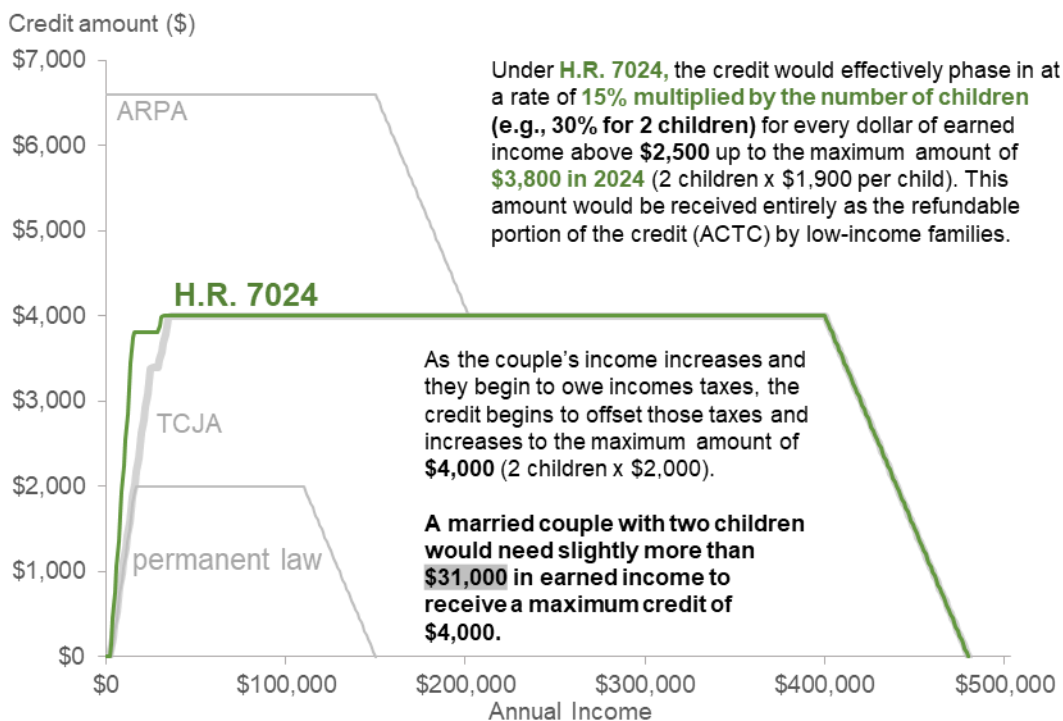 Credit amount ($)
$7,000
Under H.R. 7024, the credit would effectively phase in at
a rate of 15% multiplied by the number of children
(e.g., 30% for 2 children) for every dollar of earned
income above $2,500 up to the maximum amount of
$3,800 in 2024 (2 children x $1,900 per child). This
amount would be received entirely as the refundable
portion of the credit (ACTC) by low-income families.
ARPA
$6,000
$5,000
H.R. 7024
$4,000
As the couple's income increases and
they begin to owe incomes taxes, the
credit begins to offset those taxes and
increases to the maximum amount of
$4,000 (2 children x $2,000).
$3,000
TCJA
$2,000
A married couple with two children
would need slightly more than
$31,000 in earned income to
receive a maximum credit of
$4,000.
permanent law
$1,000
$0
$0
$100,000
$200,000
$300,000
$400,000
$500,000
Annual Income